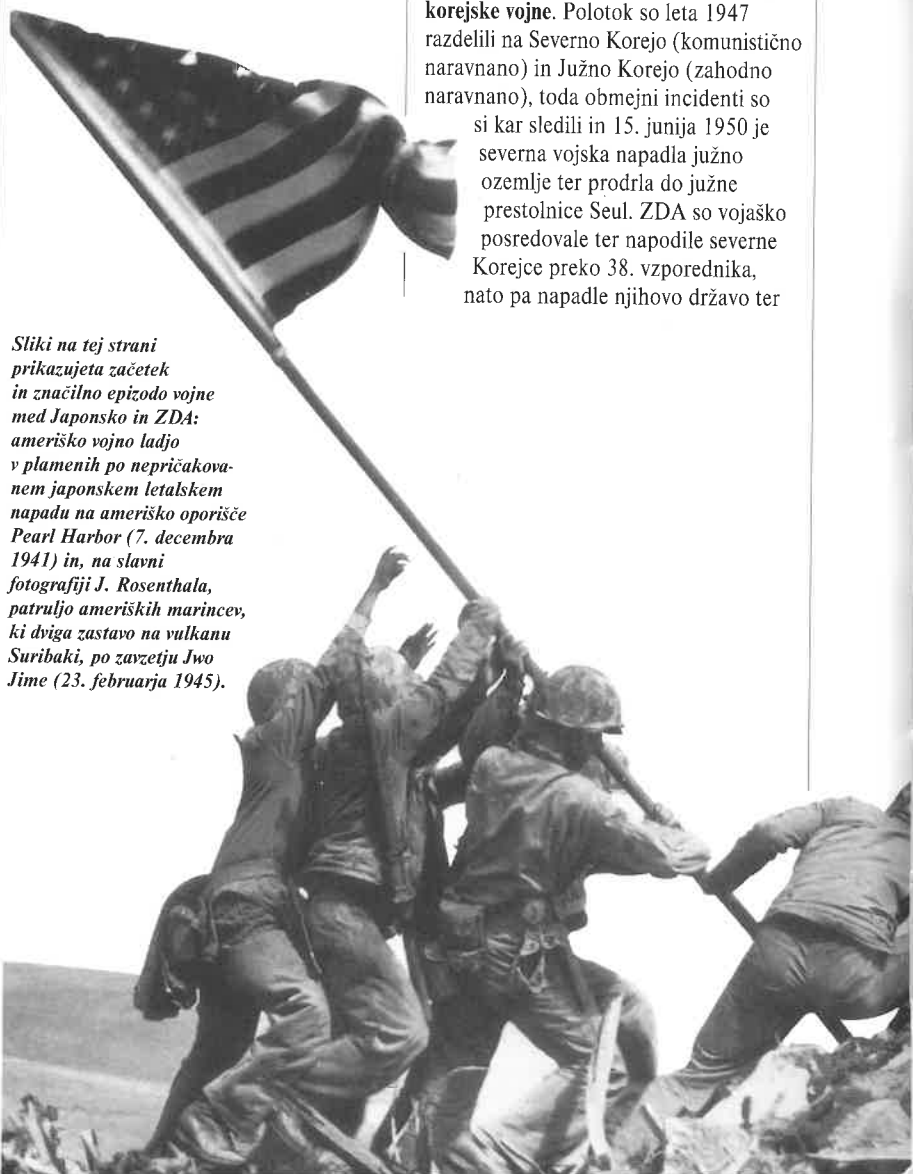 korejske vojne. Polotok so leta 1947
razdelili na Severno Korejo (komunistično
naravnano) in Južno Korejo (zahodno
naravnano), toda obmejni incidenti so
si kar sledili in 15. junija 1950 je
severna vojska napadla južno
ozemlje ter prodrla do južne
prestolnice Seul. ZDA so vojaško
posredovale ter napodile severne
Korejce preko 38. vzporednika,
nato pa napadle njihovo državo ter
Sliki na tej strani
prikazujeta začetek
in značilno epizodo vojne
med Japonsko in ZDA:
ameriško vojno ladjo
v plamenih po nepričakova-
nem japonskem letalskem
napadu na ameriško oporišče
Pearl Harbor (7. decembra
1941) in, na slavni
fotografiji J. Rosenthala,
patruljo ameriških marincev,
ki dviga zastavo na vulkanu
Suribaki, po zavzetju Jwo
Jime (23. februarja 1945).